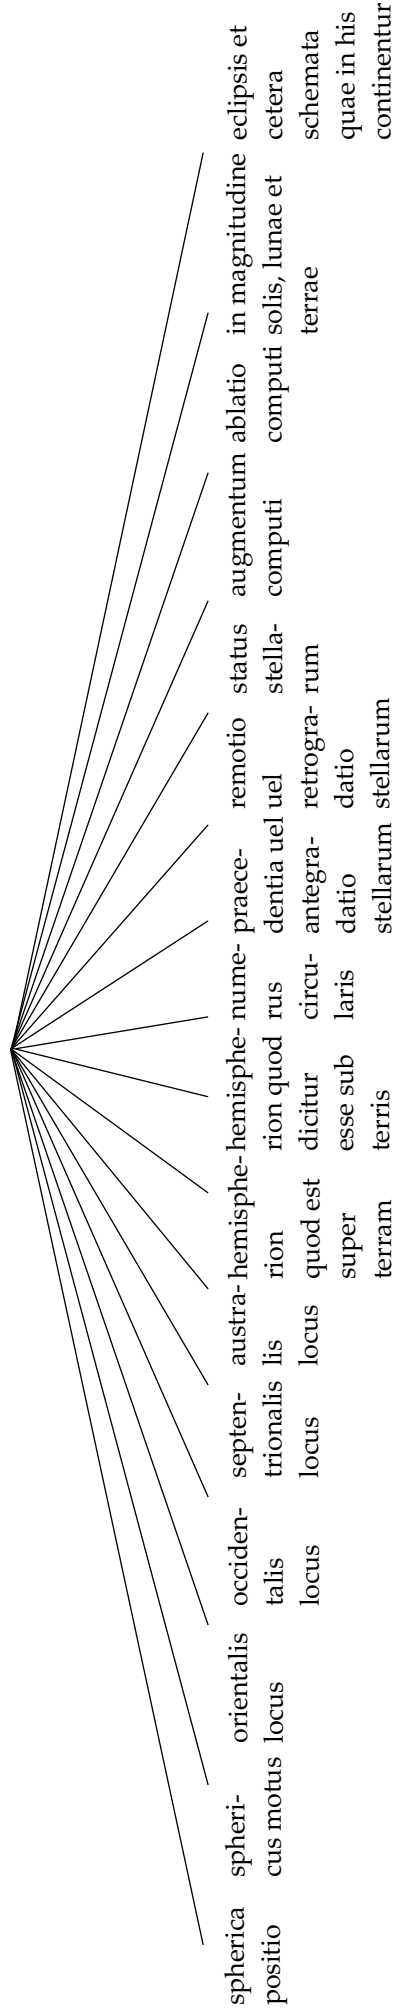 spherica
positio
spheri-
cus motus
orientalis
locus
occiden-
talis
locus
septen-
trionalis
locus
austra-
lis
locus
hemisphe-
rion
quod est
super
terram
hemisphe-
rion quod
dicitur
esse sub
terris
nume-
rus
circu-
laris
praece-
dentia uel
antegra-
datio
stellarum
remotio
uel
retrogra-
datio
stellarum
status
stella-
rum
augmentum
computi
ablatio
computi
in magnitudine
solis, lunae et
terrae
eclipsis et
cetera
schemata
quae in his
continentur